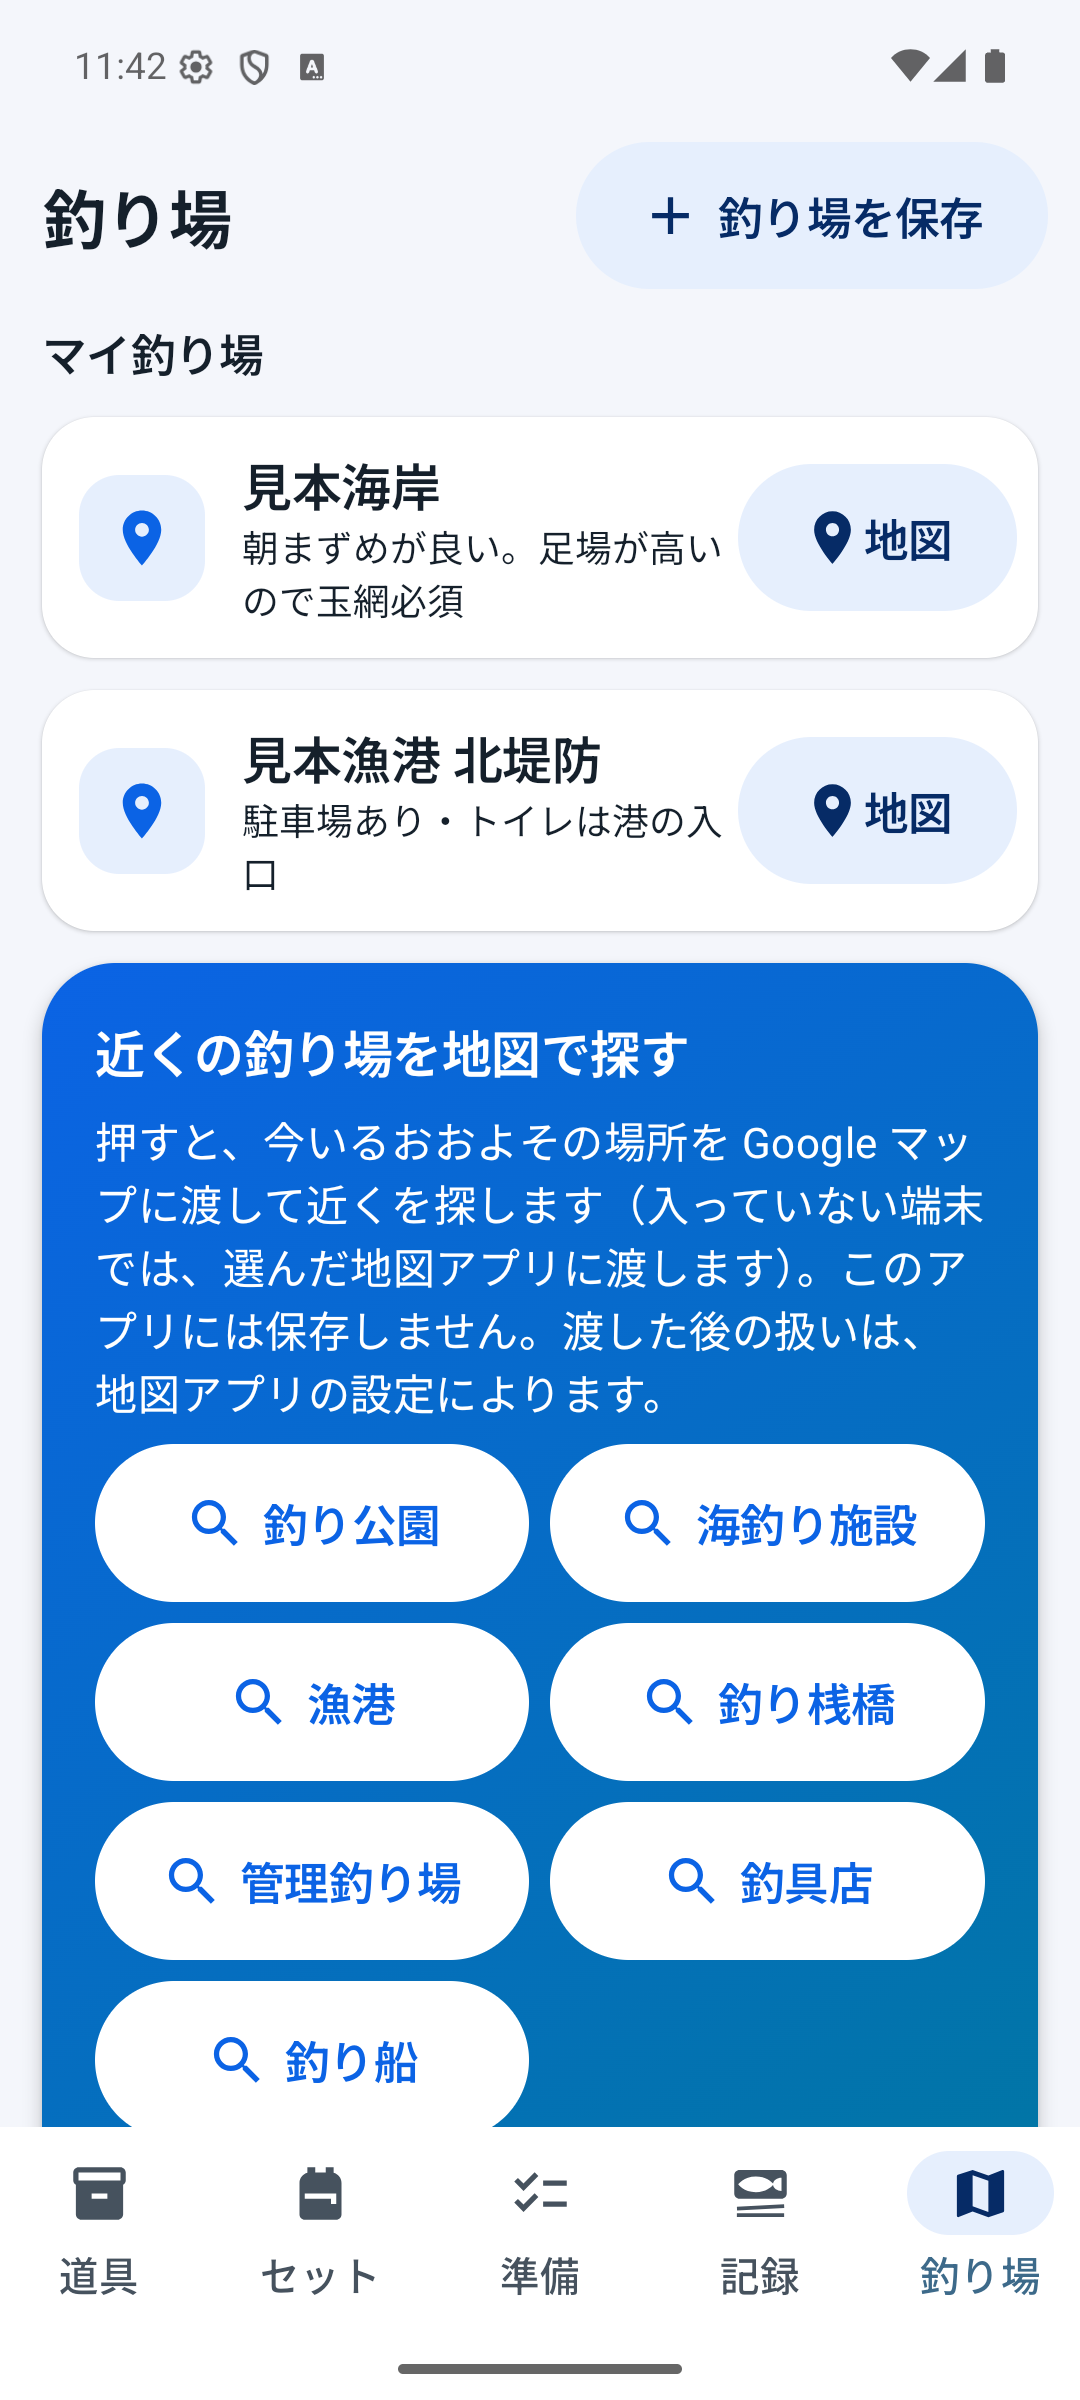 11:42
釣り場
+ 釣り場を保存
マイ釣り場
見本海岸
朝まずめが良い。足場が高い
ので玉網必須
地図
見本漁港 北堤防
駐車場あり・トイレは港の入
口
地図
近くの釣り場を地図で探す
押すと、今いるおおよその場所を Google マッ
プに渡して近くを探します（入っていない端末
では、選んだ地図アプリに渡します）。このア
プリには保存しません。渡した後の扱いは、
地図アプリの設定によります。
釣り公園
海釣り施設
漁港
釣り桟橋
管理釣り場
釣具店
釣り船
道具
セット
準備
記録
釣り場